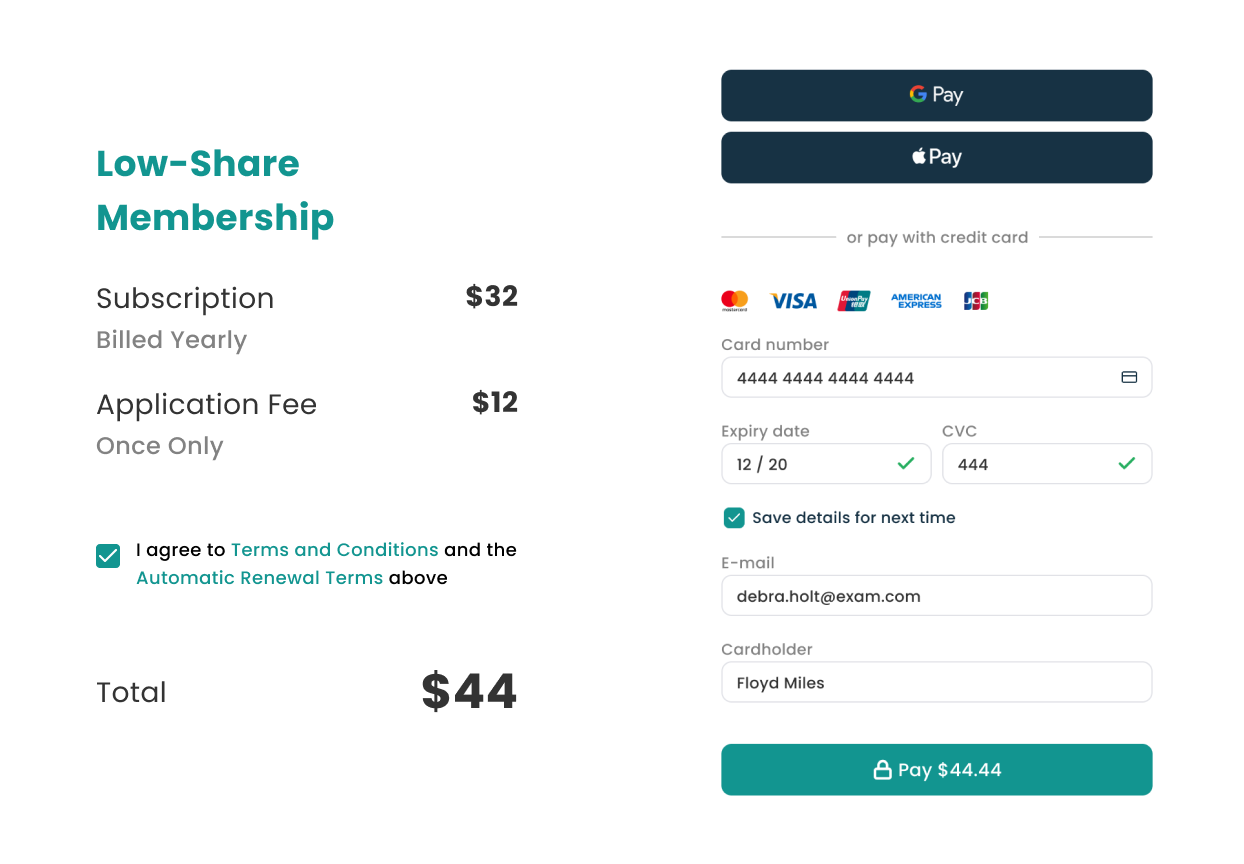 Low-Share
Membership
Subscription $32
Billed Yearly
Application Fee $12
Once Only
I agree to Terms and Conditions and the
Automatic Renewal Terms above
Total $44
G Pay
Pay
or pay with credit card
mastercard VISA UnionPay 银联 AMERICAN EXPRESS JCB
Card number
4444 4444 4444 4444
Expiry date CVC
12 / 20 444
Save details for next time
E-mail
debra.holt@exam.com
Cardholder
Floyd Miles
Pay $44.44